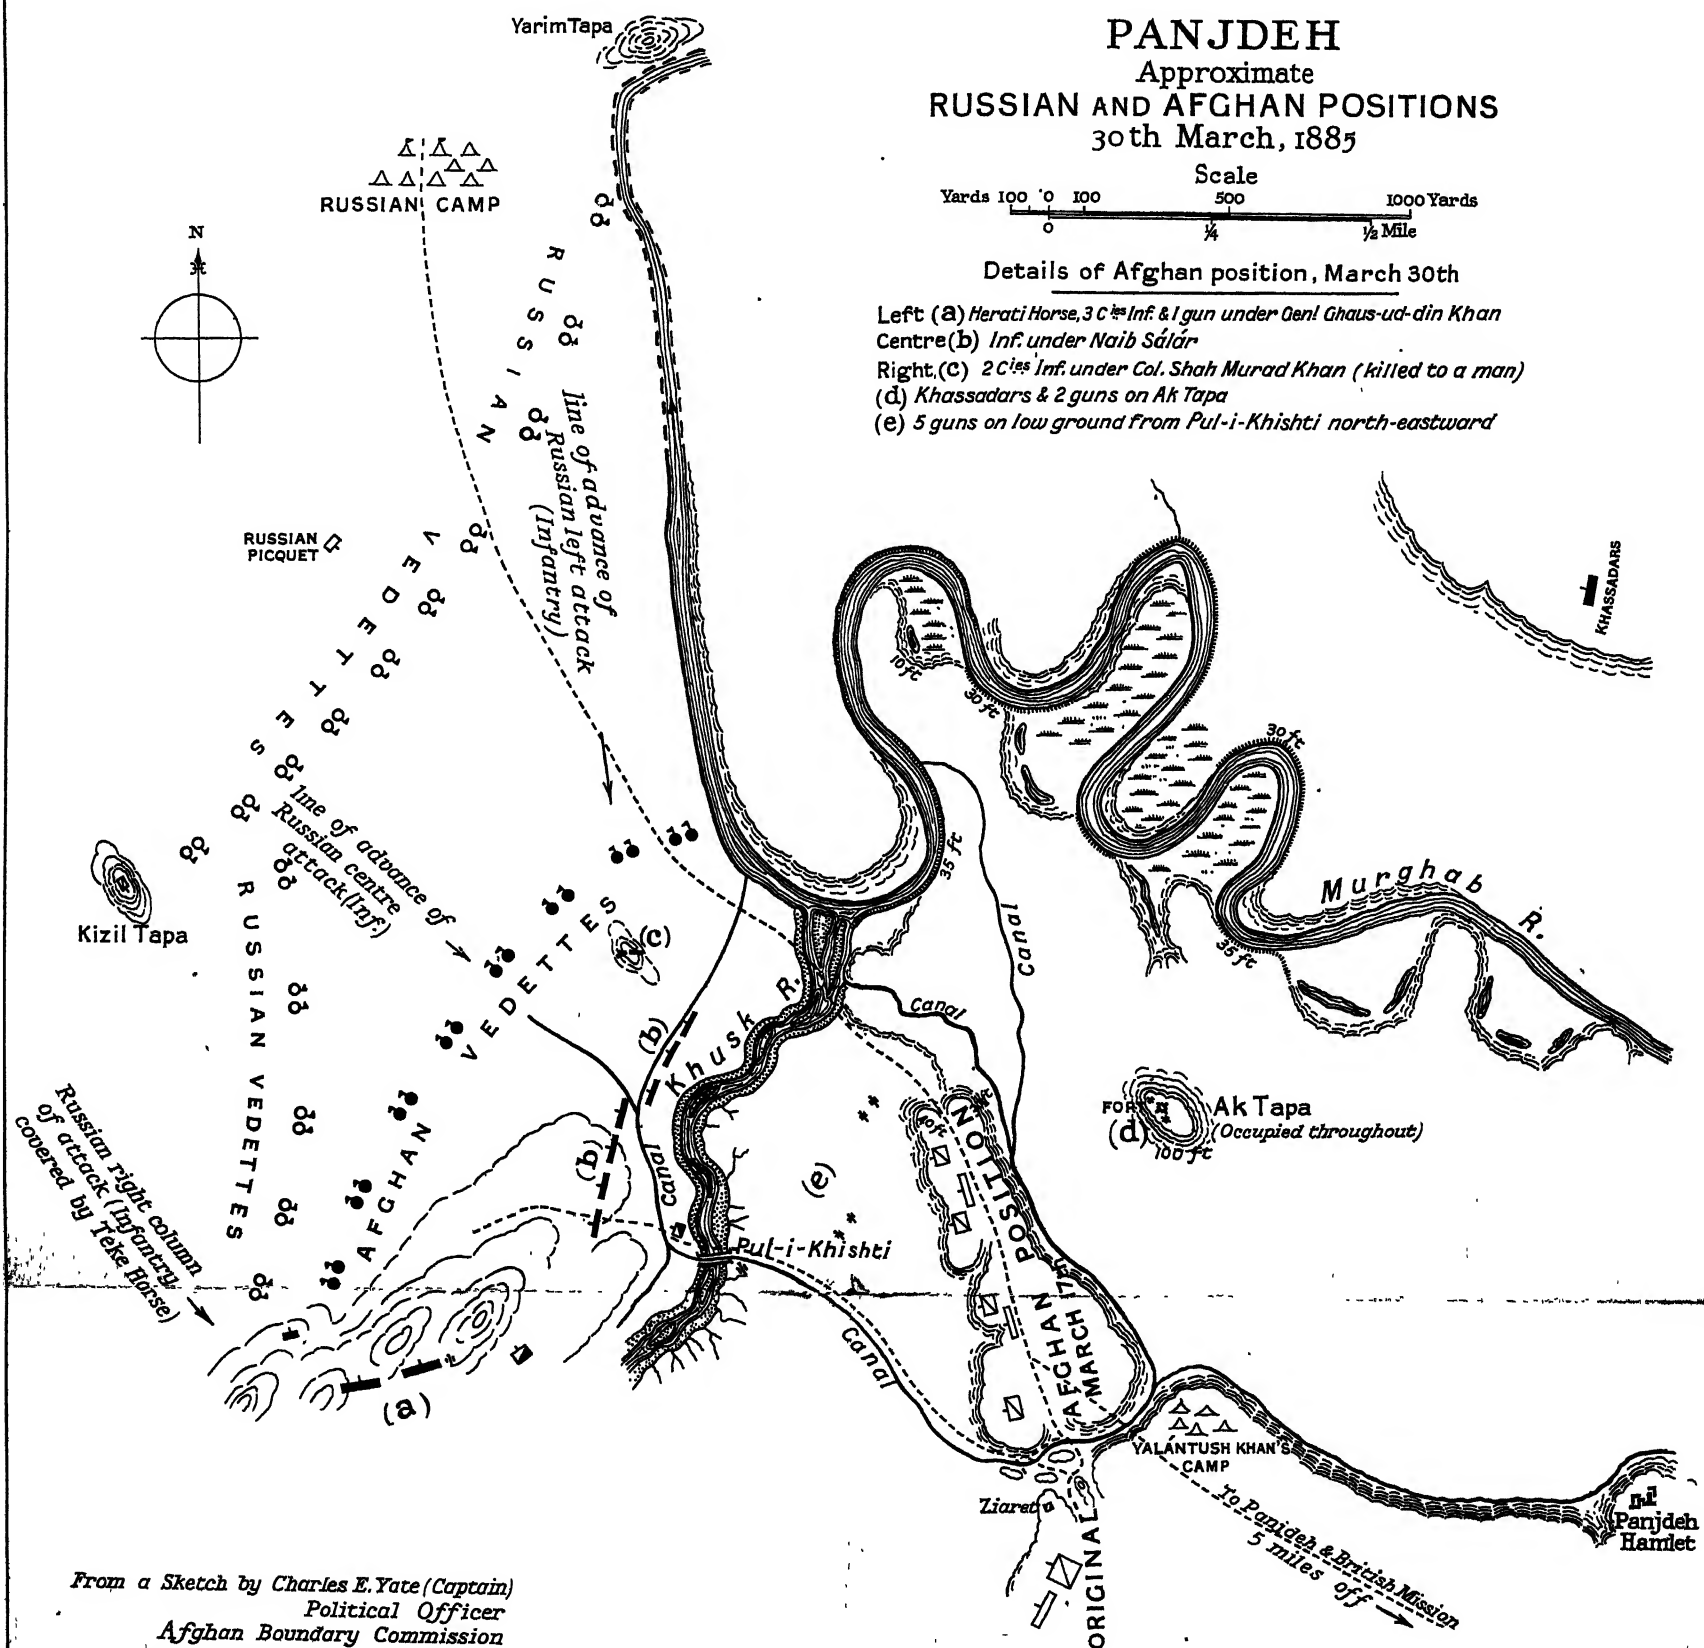 PANJDEH
Approximate
RUSSIAN AND AFGHAN POSITIONS
30th March, 1885
Scale
Yards 100 0 100 500 1000 Yards
0 ¼ ½ Mile
Details of Afghan position, March 30th
Left (a) Herati Horse, 3 Cies Inf. & 1 gun under Genl Ghaus-ud-din Khan
Centre (b) Inf. under Naib Sálár
Right, (c) 2 Cies Inf. under Col. Shah Murad Khan (killed to a man)
(d) Khassadars & 2 guns on Ak Tapa
(e) 5 guns on low ground from Pul-i-Khishti north-eastward
Yarim Tapa
RUSSIAN CAMP
N
RUSSIAN
VEDETTES
line of advance of
Russian left attack
(Infantry)
RUSSIAN
PICQUET
KHASSADARS
10 ft
30 ft
30 ft
35 ft
35 ft
Murghab R.
line of advance of
Russian centre
attack (Inf.)
Kizil Tapa
RUSSIAN VEDETTES
AFGHAN VEDETTES
(c)
Canal
Canal
Khusk R.
(b)
(b)
Canal
FORT
(d)
Ak Tapa
(Occupied throughout)
100 ft
40 ft
(e)
Russian right column
of attack (Infantry
covered by Teke Horse)
Pul-i-Khishti
Canal
(a)
ORIGINAL AFGHAN POSITION
MARCH 17th
YALANTUSH KHAN'S
CAMP
Ziaret
To Panjdeh & British Mission
5 miles off
Panjdeh
Hamlet
From a Sketch by Charles E. Yate (Captain)
Political Officer
Afghan Boundary Commission